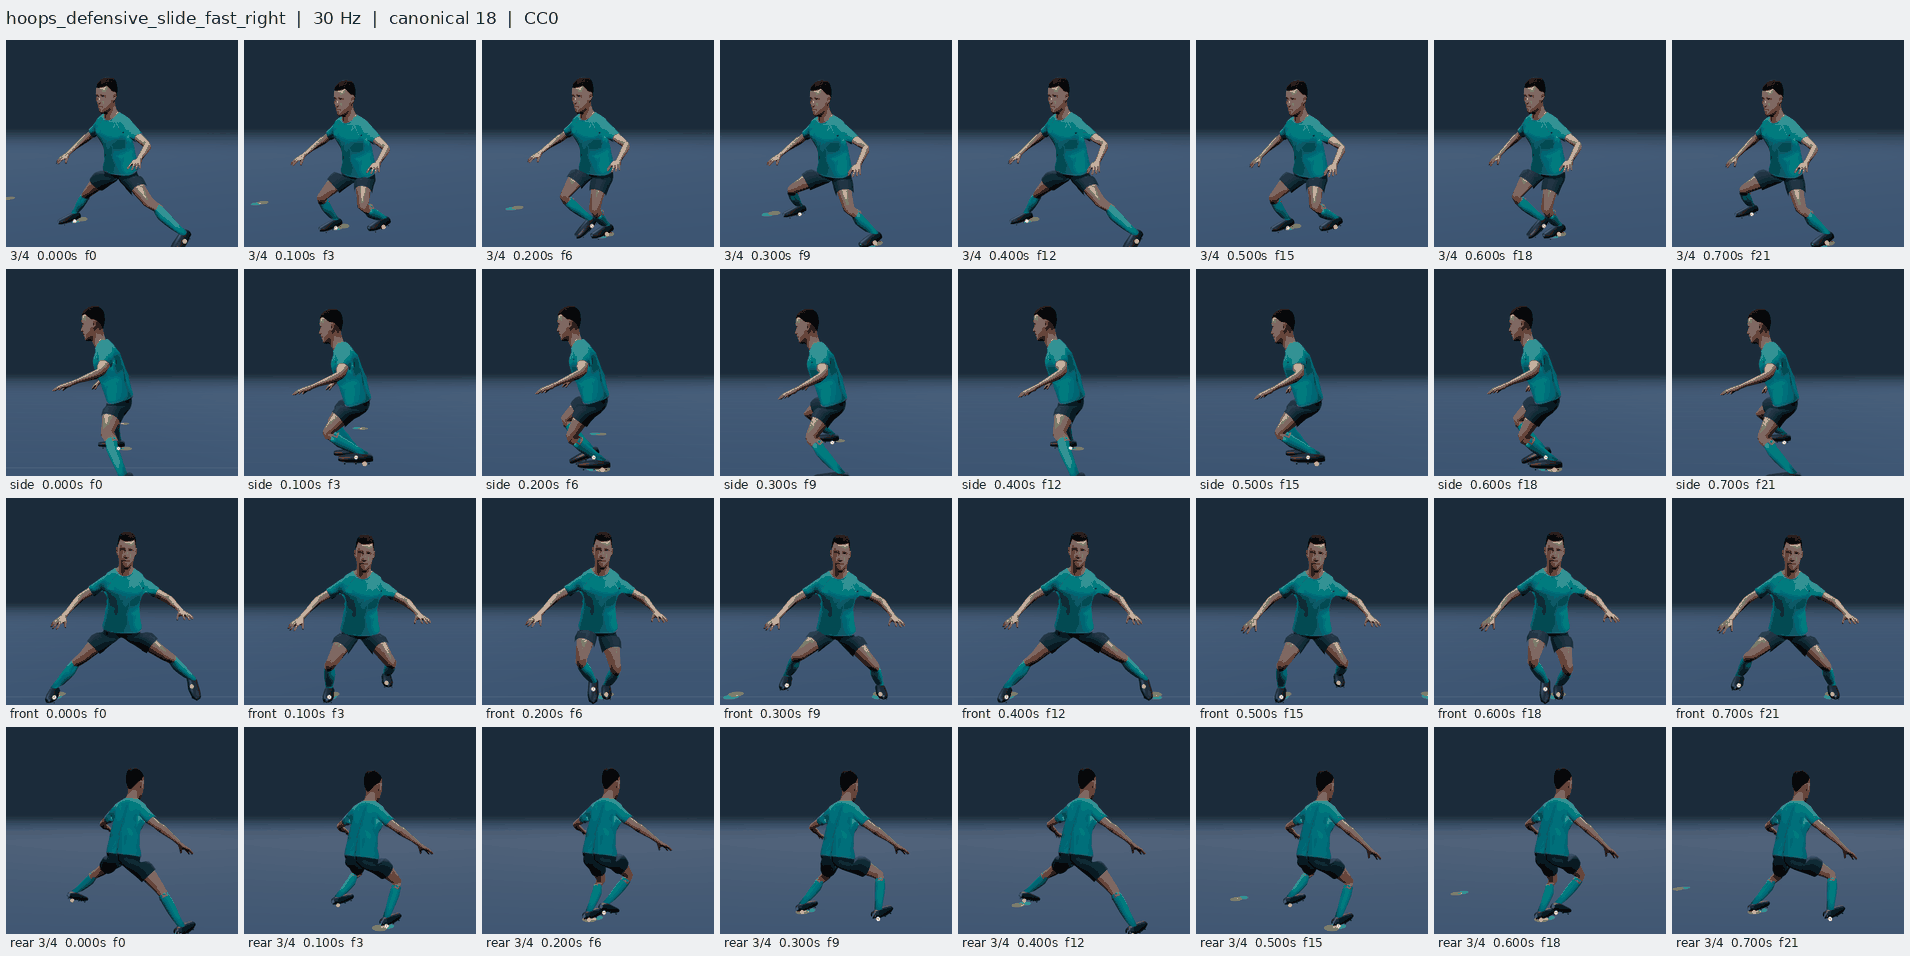 hoops_defensive_slide_fast_right | 30 Hz | canonical 18 | CC0
3/4 0.000s f0
3/4 0.100s f3
3/4 0.200s f6
3/4 0.300s f9
3/4 0.400s f12
3/4 0.500s f15
3/4 0.600s f18
3/4 0.700s f21
side 0.000s f0
side 0.100s f3
side 0.200s f6
side 0.300s f9
side 0.400s f12
side 0.500s f15
side 0.600s f18
side 0.700s f21
front 0.000s f0
front 0.100s f3
front 0.200s f6
front 0.300s f9
front 0.400s f12
front 0.500s f15
front 0.600s f18
front 0.700s f21
rear 3/4 0.000s f0
rear 3/4 0.100s f3
rear 3/4 0.200s f6
rear 3/4 0.300s f9
rear 3/4 0.400s f12
rear 3/4 0.500s f15
rear 3/4 0.600s f18
rear 3/4 0.700s f21